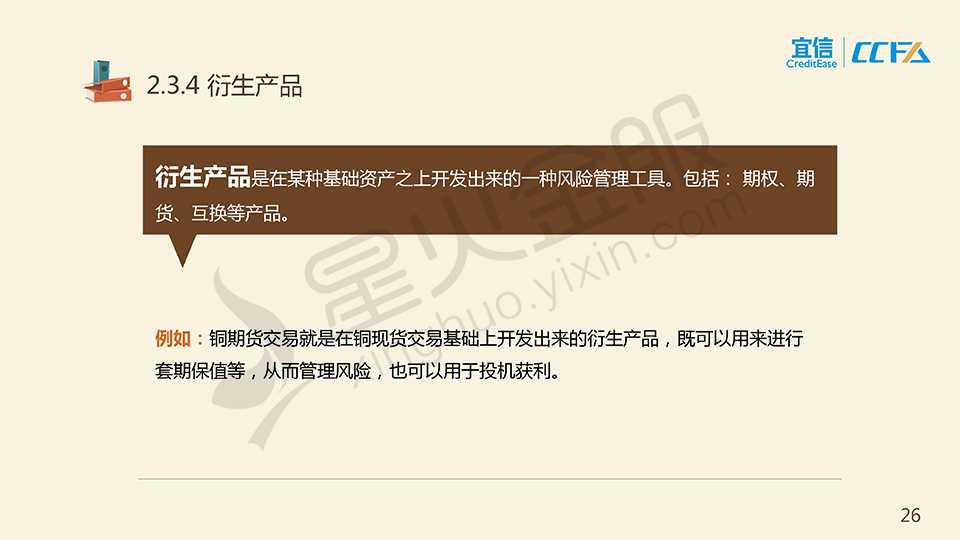 宜信
CreditEase
CCFA
2.3.4 衍生产品
衍生产品是在某种基础资产之上开发出来的一种风险管理工具。包括： 期权、期
货、互换等产品。
星火金服
xinghuo.yixin.com
例如：铜期货交易就是在铜现货交易基础上开发出来的衍生产品，既可以用来进行
套期保值等，从而管理风险，也可以用于投机获利。
26